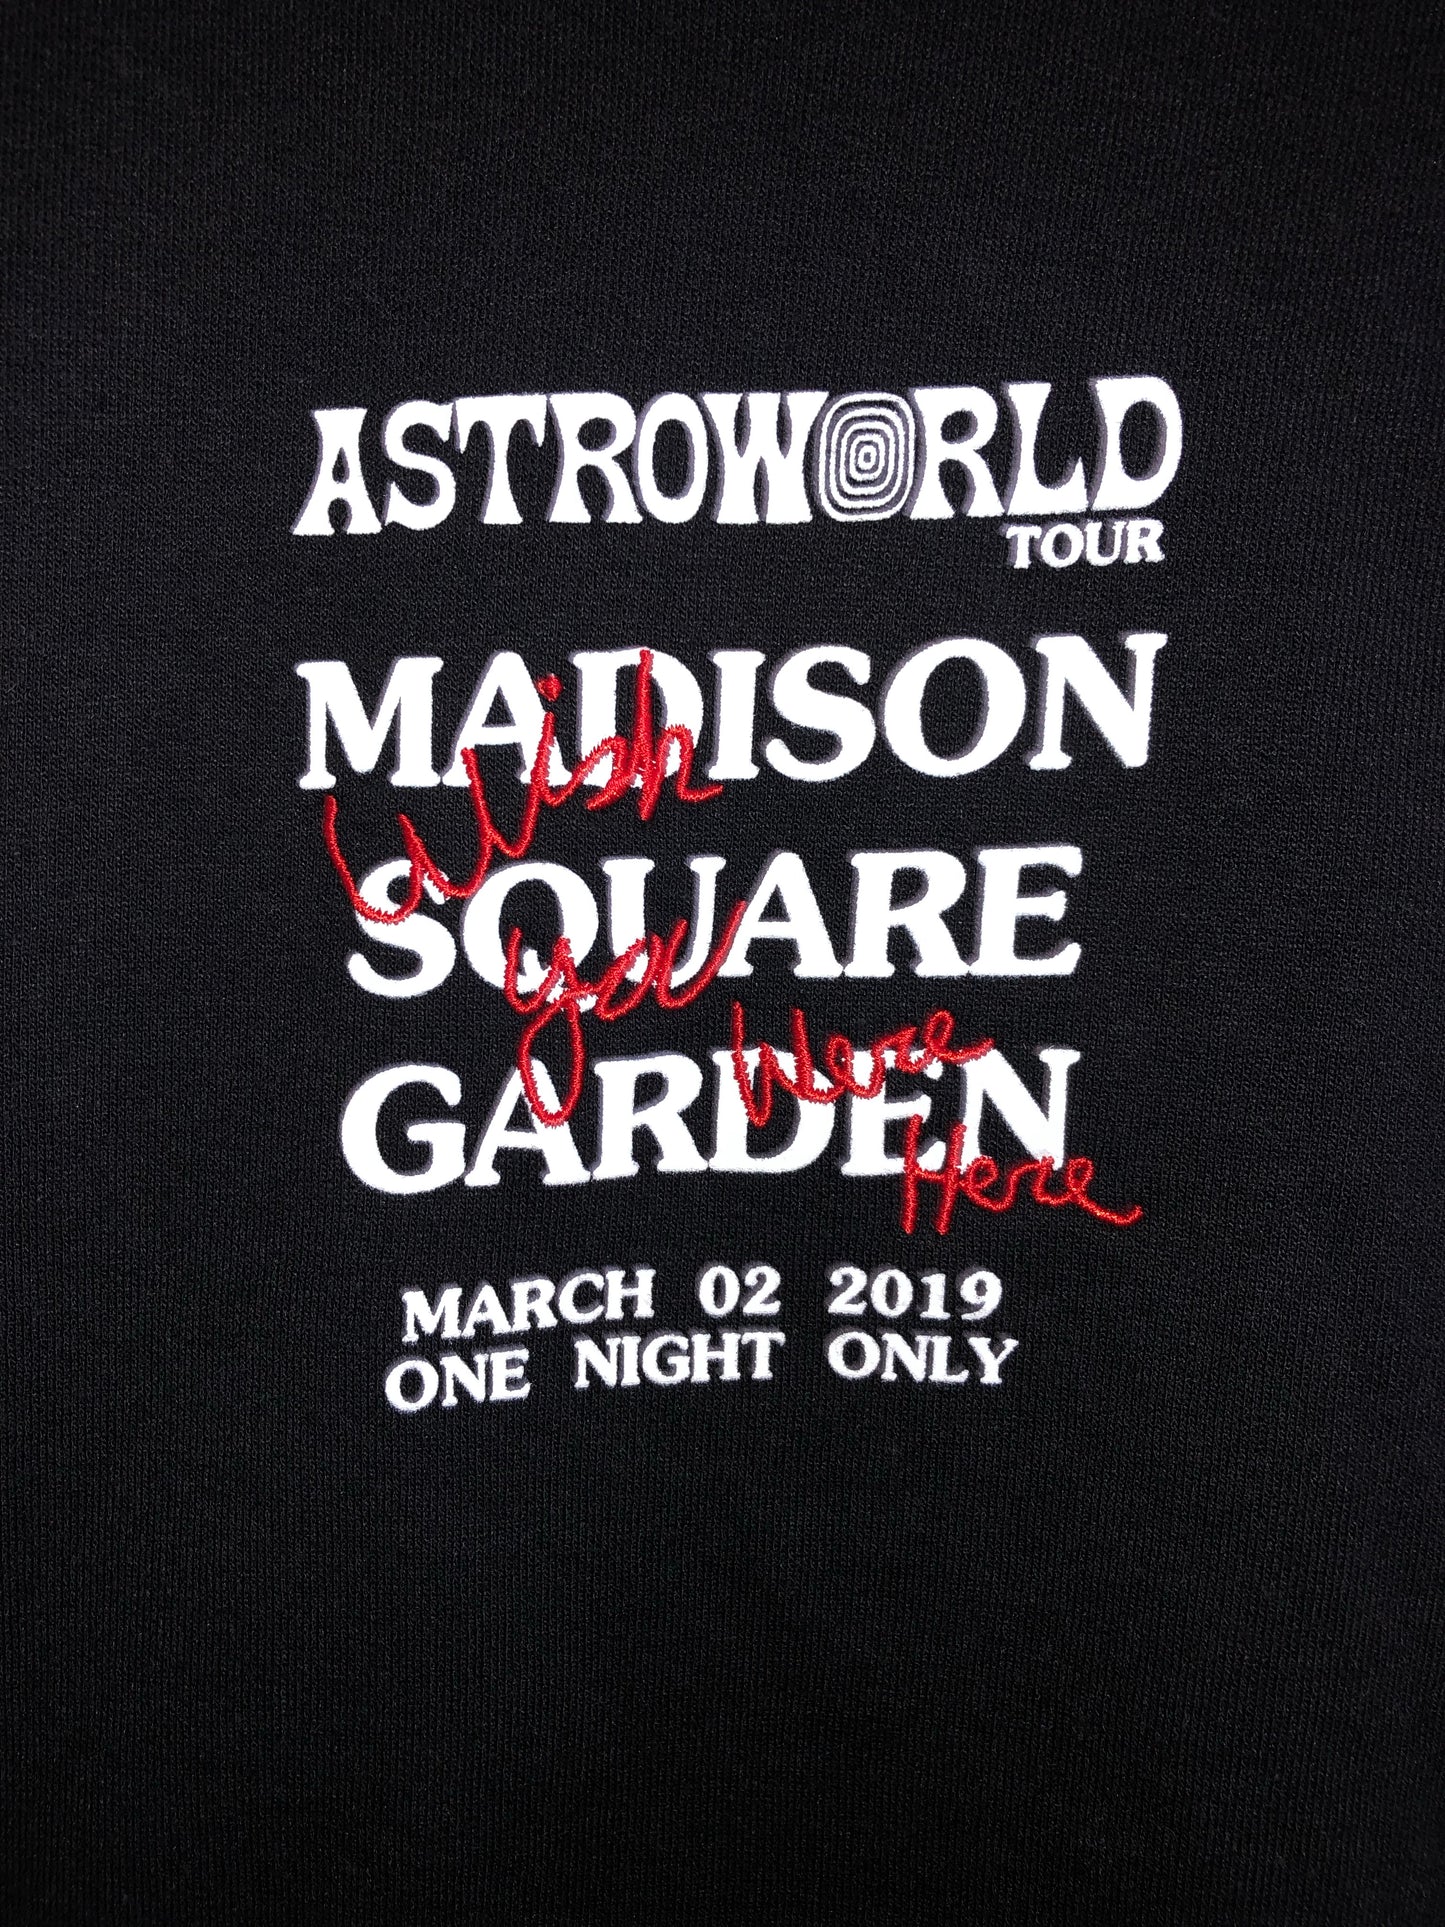 ASTROWORLD
TOUR
MADISON
Wish
SQUARE
you
Were
GARDEN
Here
MARCH 02 2019
ONE NIGHT ONLY